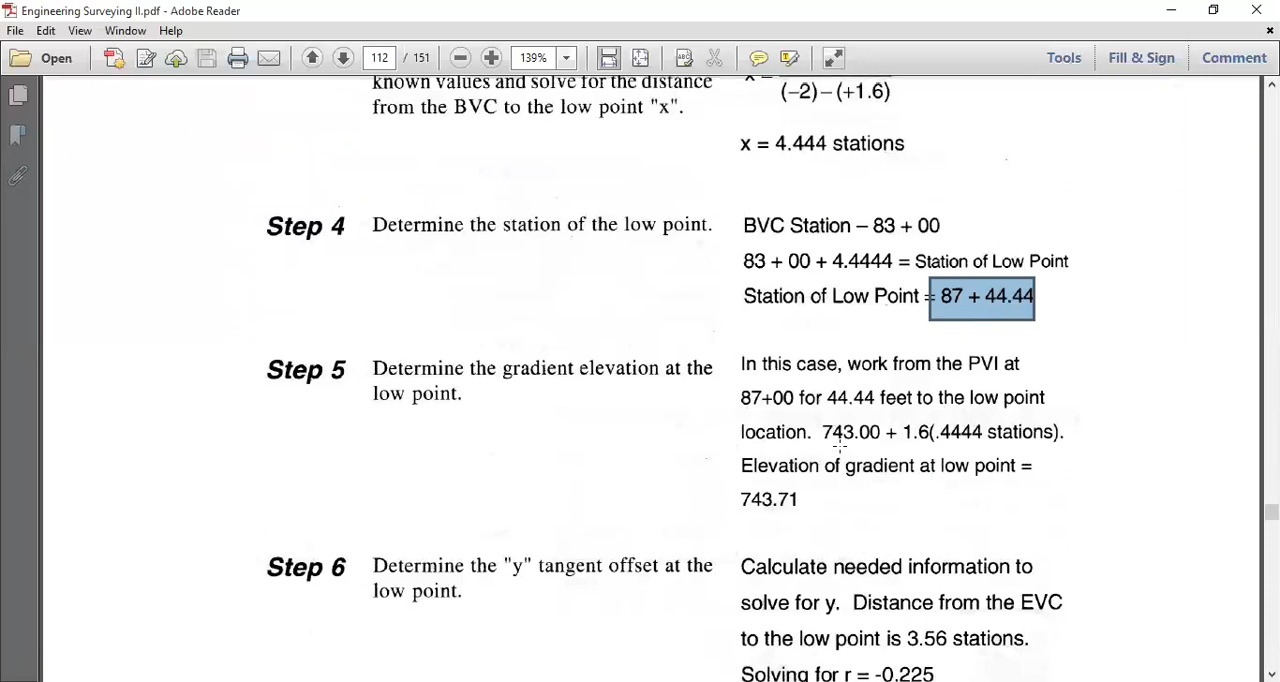 Engineering Surveying II.pdf - Adobe Reader
File Edit View Window Help
Open 112 / 151 139% Tools Fill & Sign Comment
known values and solve for the distance
from the BVC to the low point "x".
(−2) − (+1.6)
x = 4.444 stations
Step 4 Determine the station of the low point.
BVC Station – 83 + 00
83 + 00 + 4.4444 = Station of Low Point
Station of Low Point = 87 + 44.44
Step 5 Determine the gradient elevation at the
low point.
In this case, work from the PVI at
87+00 for 44.44 feet to the low point
location. 743.00 + 1.6(.4444 stations).
Elevation of gradient at low point =
743.71
Step 6 Determine the "y" tangent offset at the
low point.
Calculate needed information to
solve for y. Distance from the EVC
to the low point is 3.56 stations.
Solving for r = -0.225